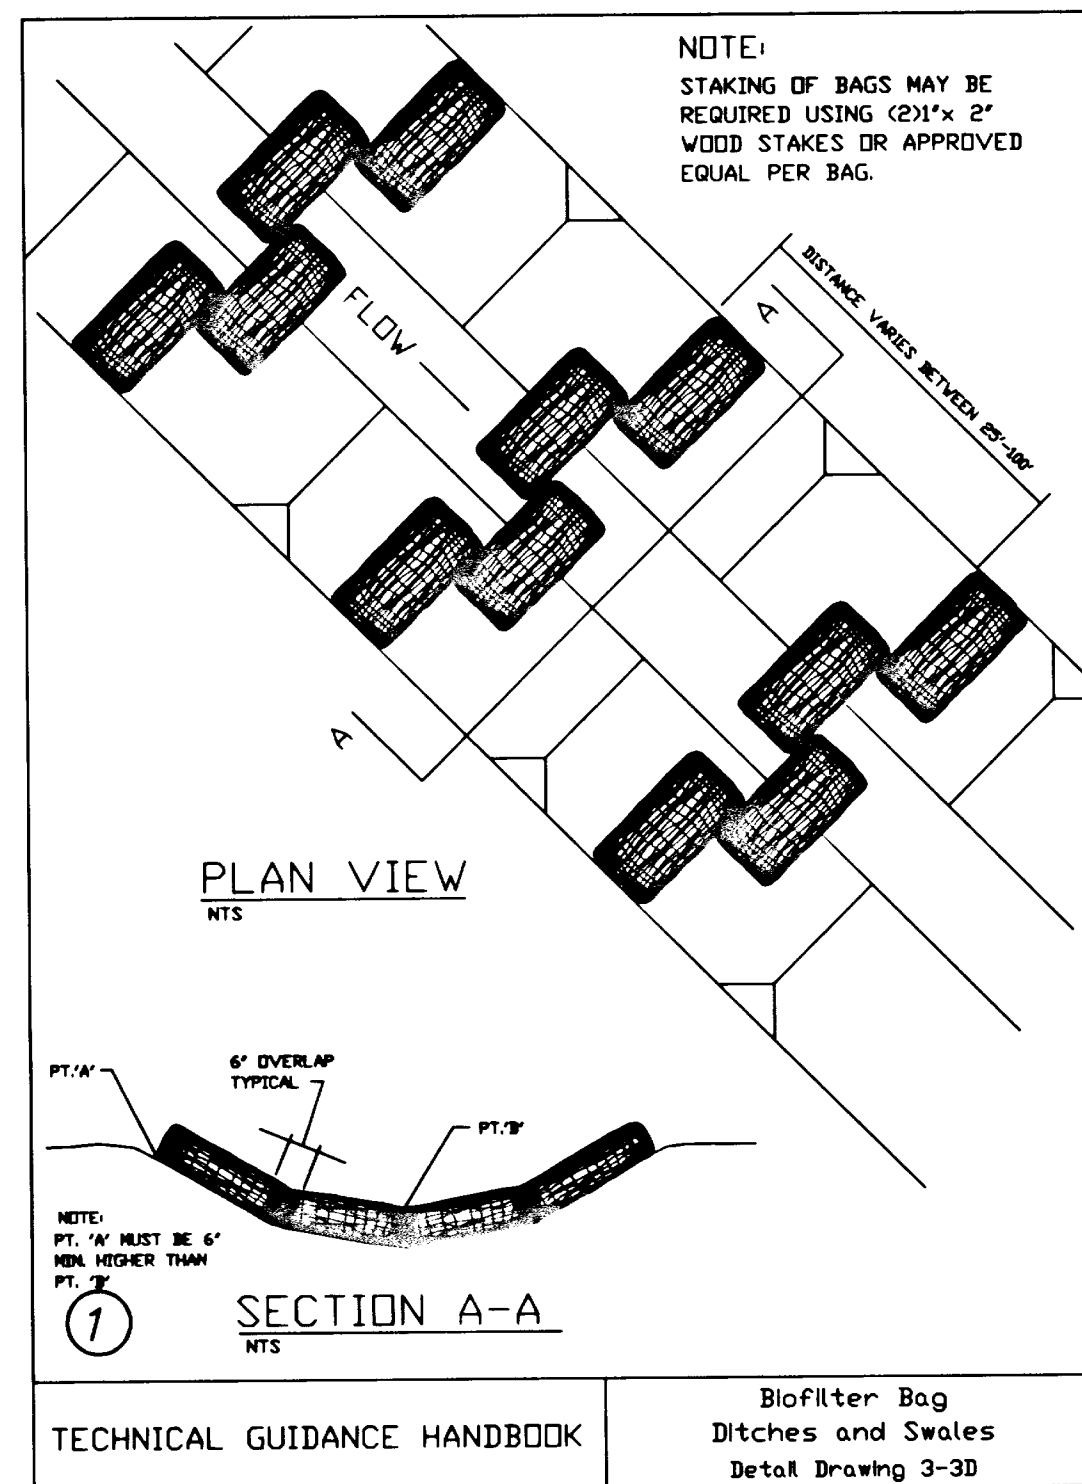 NOTE:
STAKING OF BAGS MAY BE
REQUIRED USING (2)1"x 2"
WOOD STAKES OR APPROVED
EQUAL PER BAG.
DISTANCE VARIES BETWEEN 25'-100'
A
FLOW
A
PLAN VIEW
NTS
6" OVERLAP
TYPICAL
PT.'A'
PT.'B'
NOTE:
PT. 'A' MUST BE 6"
MIN. HIGHER THAN
PT. 'B'
1
SECTION A-A
NTS
TECHNICAL GUIDANCE HANDBOOK
Biofilter Bag
Ditches and Swales
Detail Drawing 3-3D